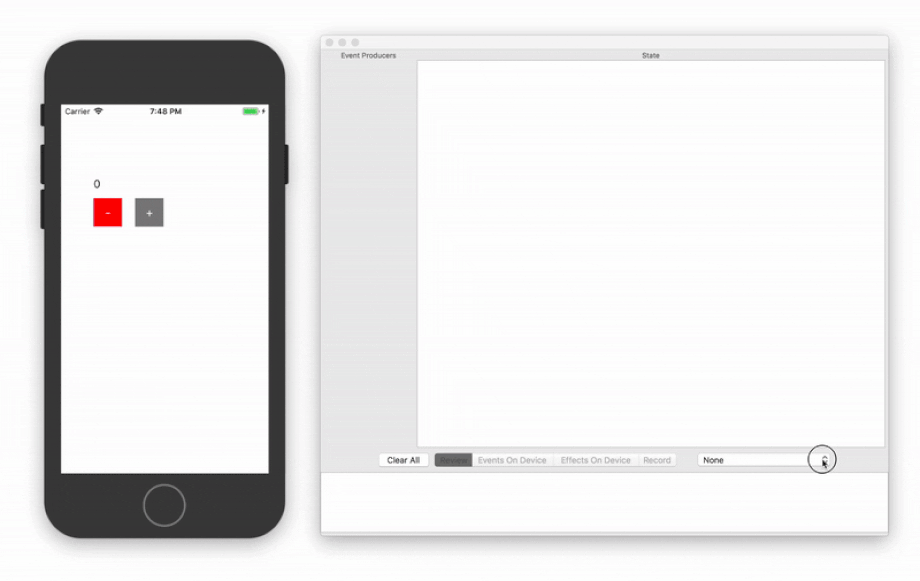 Carrier 7:48 PM
0
- +
Event Producers State
Clear All Review Events On Device Effects On Device Record None